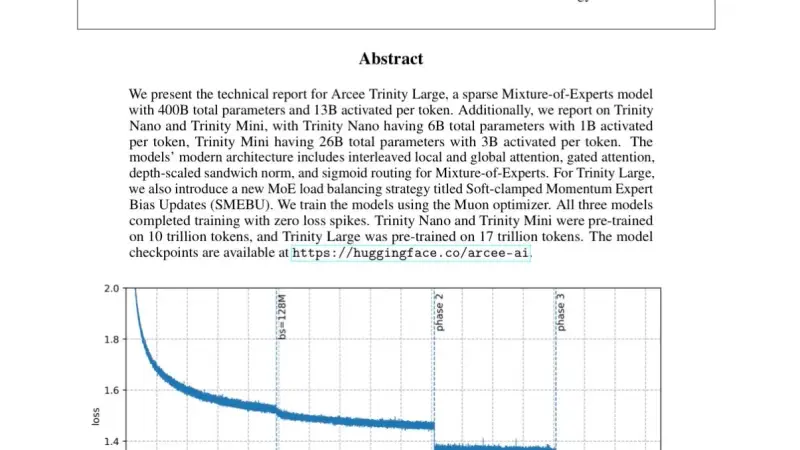 Abstract
We present the technical report for Arcee Trinity Large, a sparse Mixture-of-Experts model
with 400B total parameters and 13B activated per token. Additionally, we report on Trinity
Nano and Trinity Mini, with Trinity Nano having 6B total parameters with 1B activated
per token, Trinity Mini having 26B total parameters with 3B activated per token. The
models' modern architecture includes interleaved local and global attention, gated attention,
depth-scaled sandwich norm, and sigmoid routing for Mixture-of-Experts. For Trinity Large,
we also introduce a new MoE load balancing strategy titled Soft-clamped Momentum Expert
Bias Updates (SMEBU). We train the models using the Muon optimizer. All three models
completed training with zero loss spikes. Trinity Nano and Trinity Mini were pre-trained
on 10 trillion tokens, and Trinity Large was pre-trained on 17 trillion tokens. The model
checkpoints are available at https://huggingface.co/arcee-ai.
2.0
1.8
1.6
1.4
loss
bs=128M
phase 2
phase 3